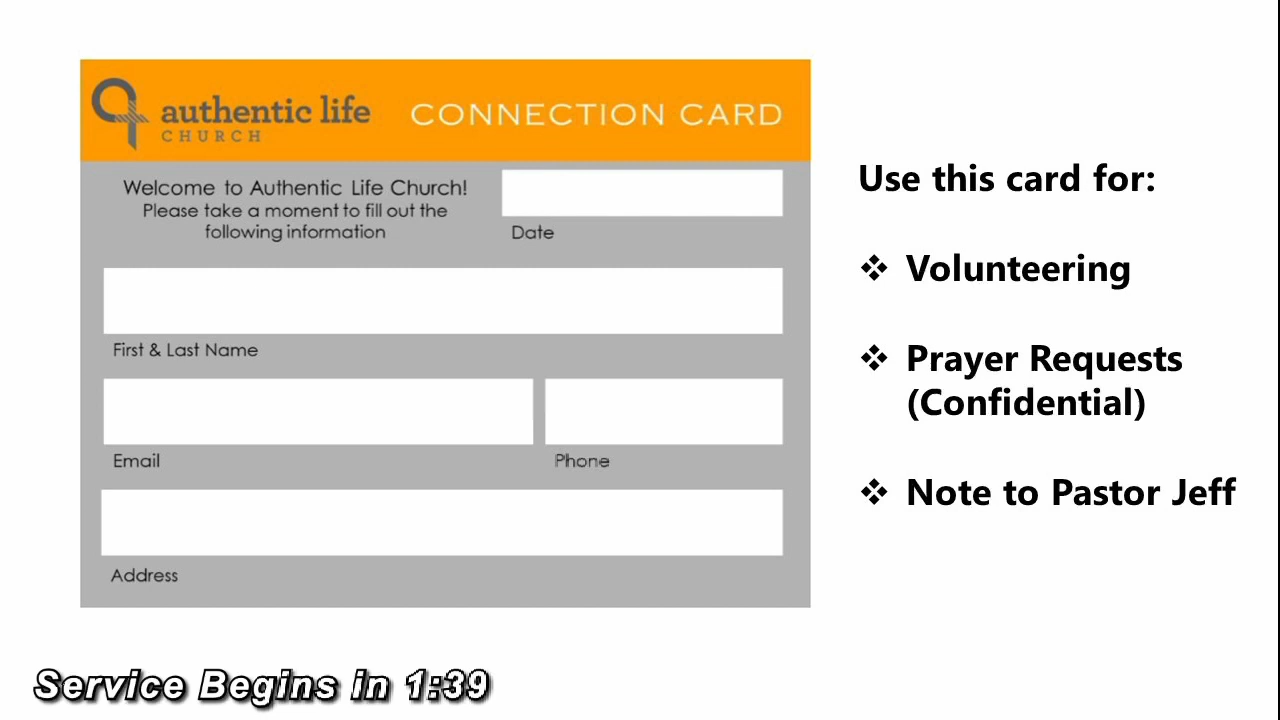 authentic life
CHURCH
CONNECTION CARD
Welcome to Authentic Life Church!
Please take a moment to fill out the
following information
Date
First & Last Name
Email
Phone
Address
Use this card for:
❖ Volunteering
❖ Prayer Requests
(Confidential)
❖ Note to Pastor Jeff
Service Begins in 1:39